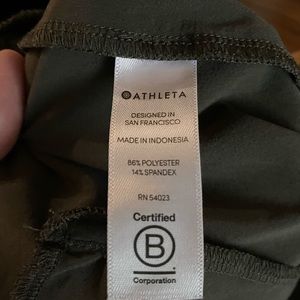 ATHLETA
DESIGNED IN
SAN FRANCISCO
MADE IN INDONESIA
86% POLYESTER
14% SPANDEX
RN 54023
Certified
B
Corporation